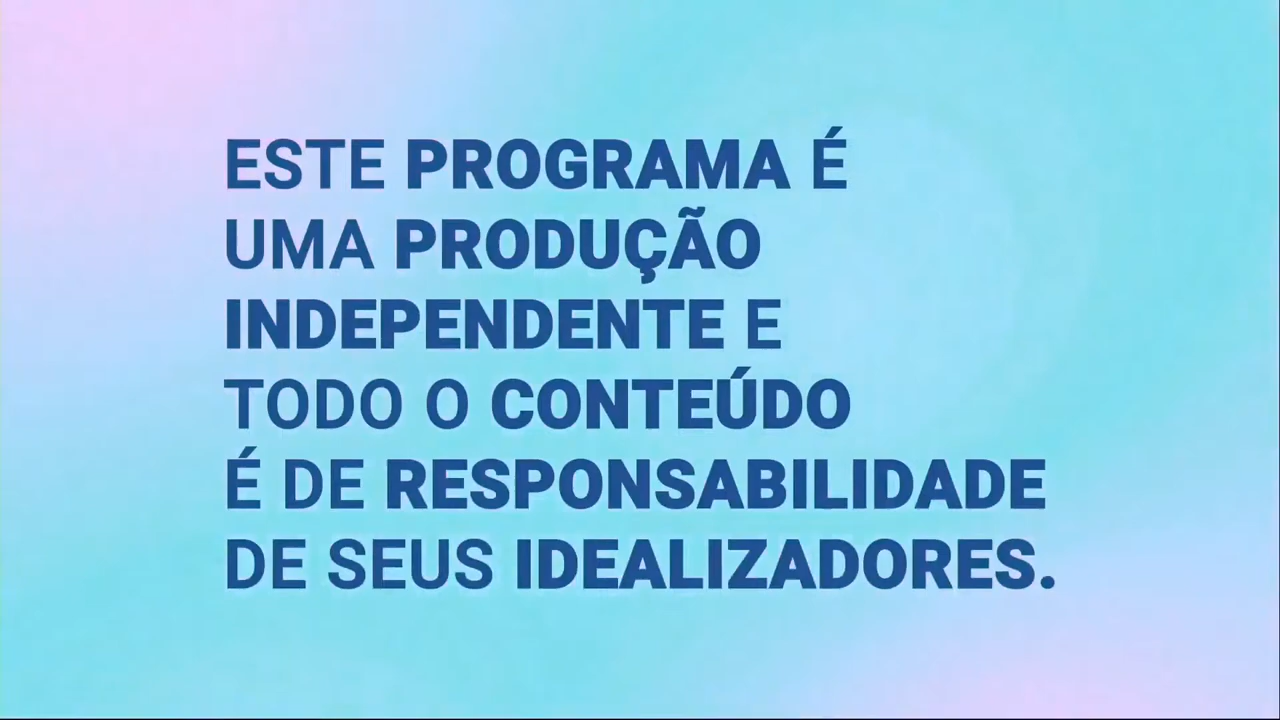 ESTE PROGRAMA É
UMA PRODUÇÃO
INDEPENDENTE E
TODO O CONTEÚDO
É DE RESPONSABILIDADE
DE SEUS IDEALIZADORES.